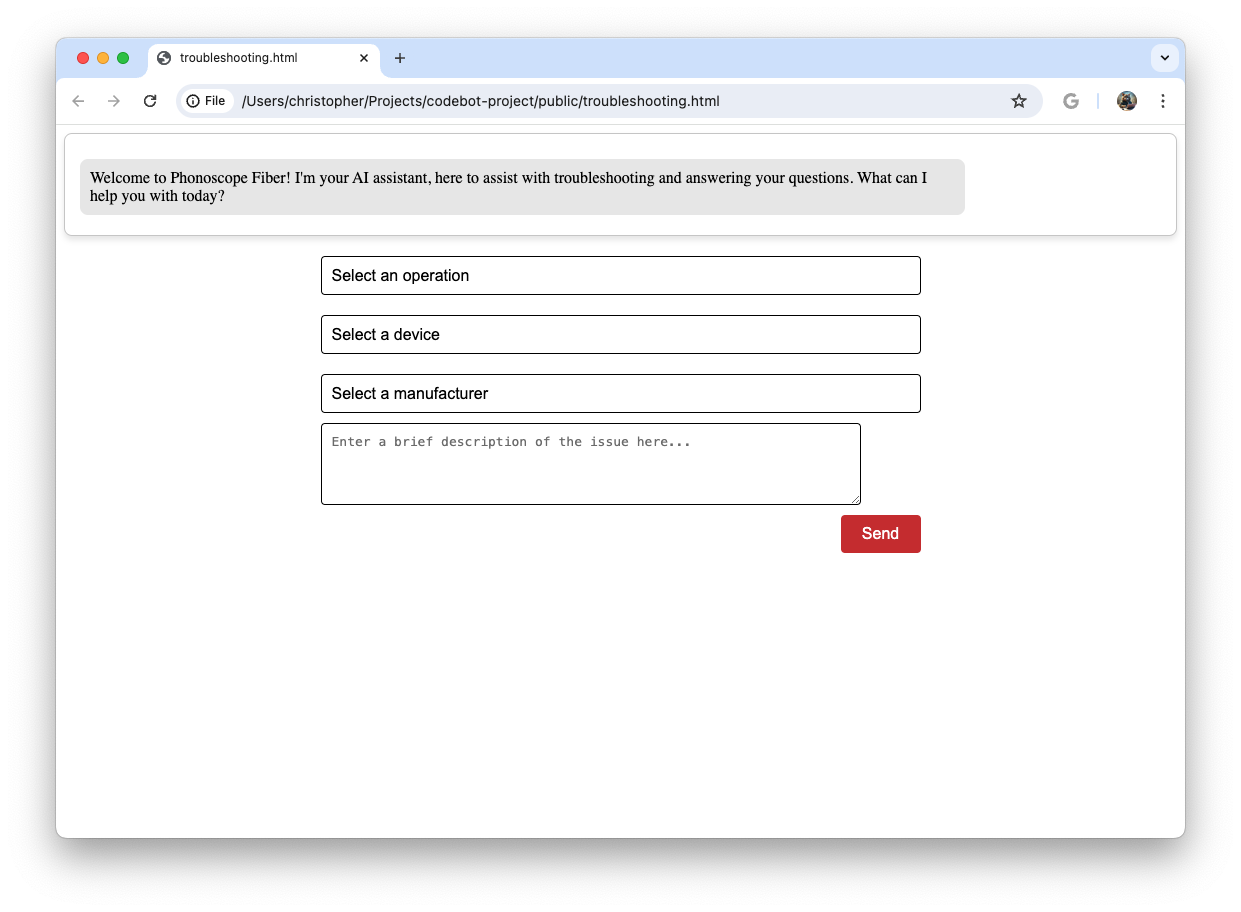 troubleshooting.html
File
/Users/christopher/Projects/codebot-project/public/troubleshooting.html
Welcome to Phonoscope Fiber! I'm your AI assistant, here to assist with troubleshooting and answering your questions. What can I
help you with today?
Select an operation
Select a device
Select a manufacturer
Enter a brief description of the issue here...
Send